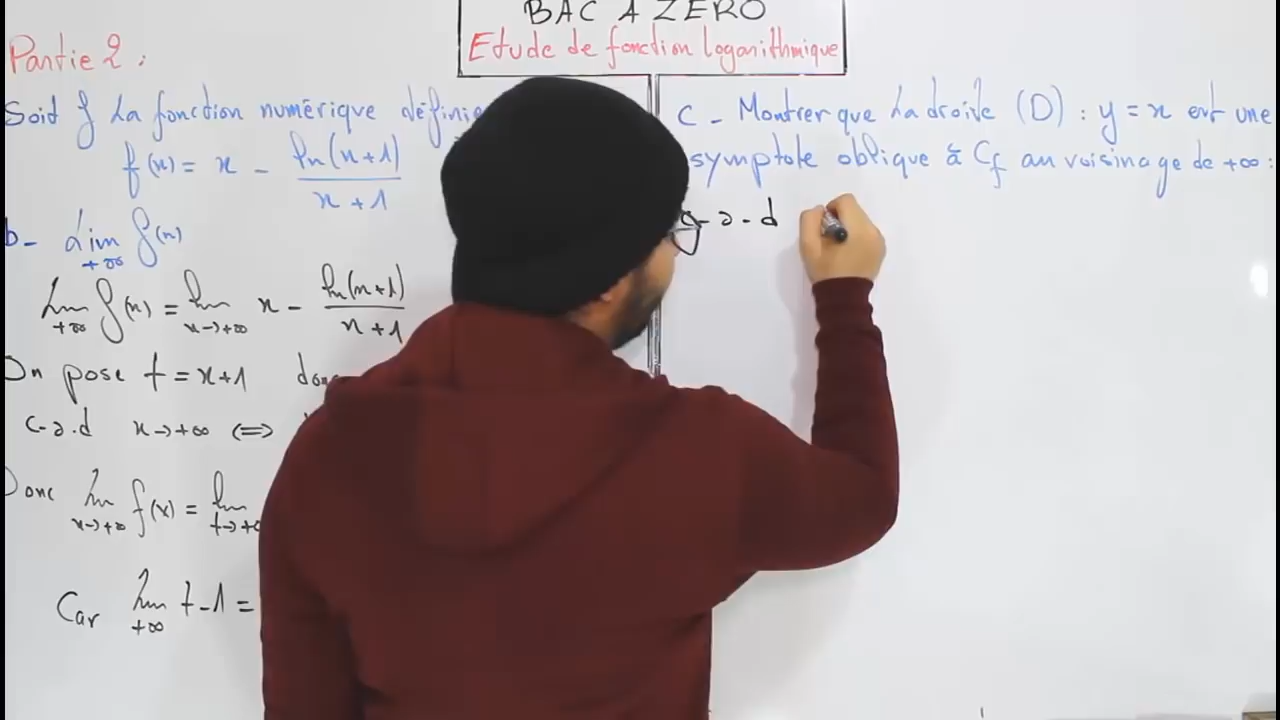 BAC A ZERO
Etude de fonction logarithmique
Partie 2 :
Soit f La fonction numérique définie
f(x) = x - ln(x+1) / x+1
b- lim f(x)
+∞
lim f(x) = lim x - ln(x+1) / x+1
+∞ x→+∞
On pose t = x+1 donc
c-a.d x→+∞ ⇔
Donc lim f(x) = lim
x→+∞ t→+∞
Car lim t-1 =
+∞
C - Montrer que La droite (D) : y = x est une
asymptote oblique à Cf au voisinage de +∞ :
c-a-d